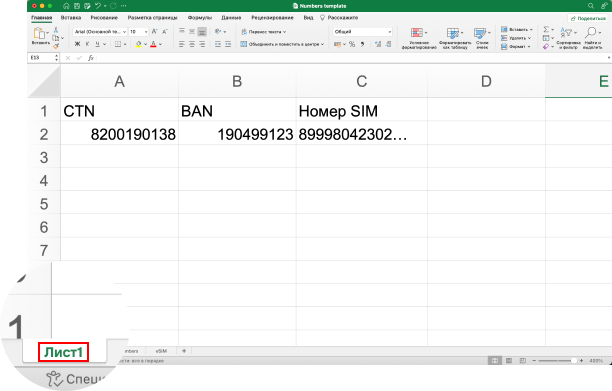 Numbers template
Главная Вставка Рисование Разметка страницы Формулы Данные Рецензирование Вид Расскажите Поделиться
Вставить Arial (Основной те... 10 Ж К Ч Перенос текста Объединить и поместить в центре Общий Условное форматирование Форматировать как таблицу Стили ячеек Вставить Удалить Формат Сортировка и фильтр Найти и выделить
E13 fx
A B C D E
1 CTN BAN Номер SIM
2 8200190138 190499123 89998042302...
3
4
5
6
7
1
Лист1 mbers eSIM +
Специ все в порядке 400%